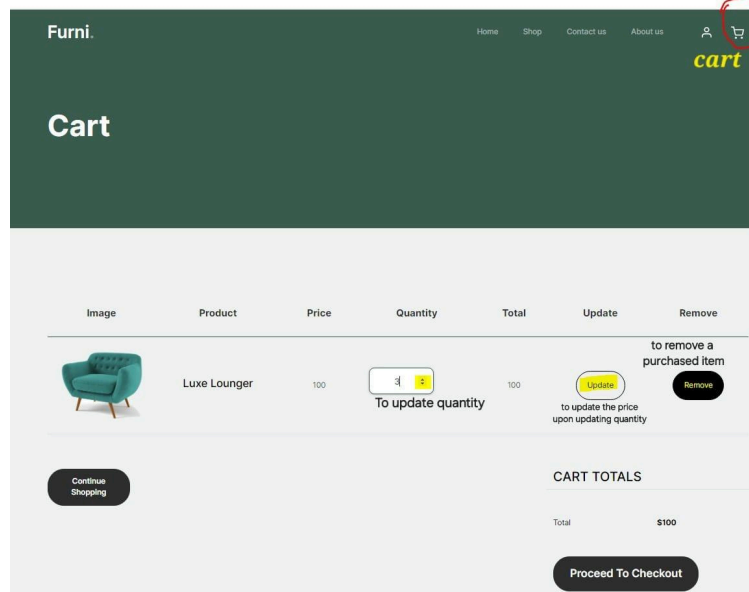 Furni.
Home Shop Contact us About us
cart
Cart
Image Product Price Quantity Total Update Remove
to remove a
purchased item
Luxe Lounger 100 3 100 Update Remove
To update quantity
to update the price
upon updating quantity
Continue
Shopping
CART TOTALS
Total $100
Proceed To Checkout